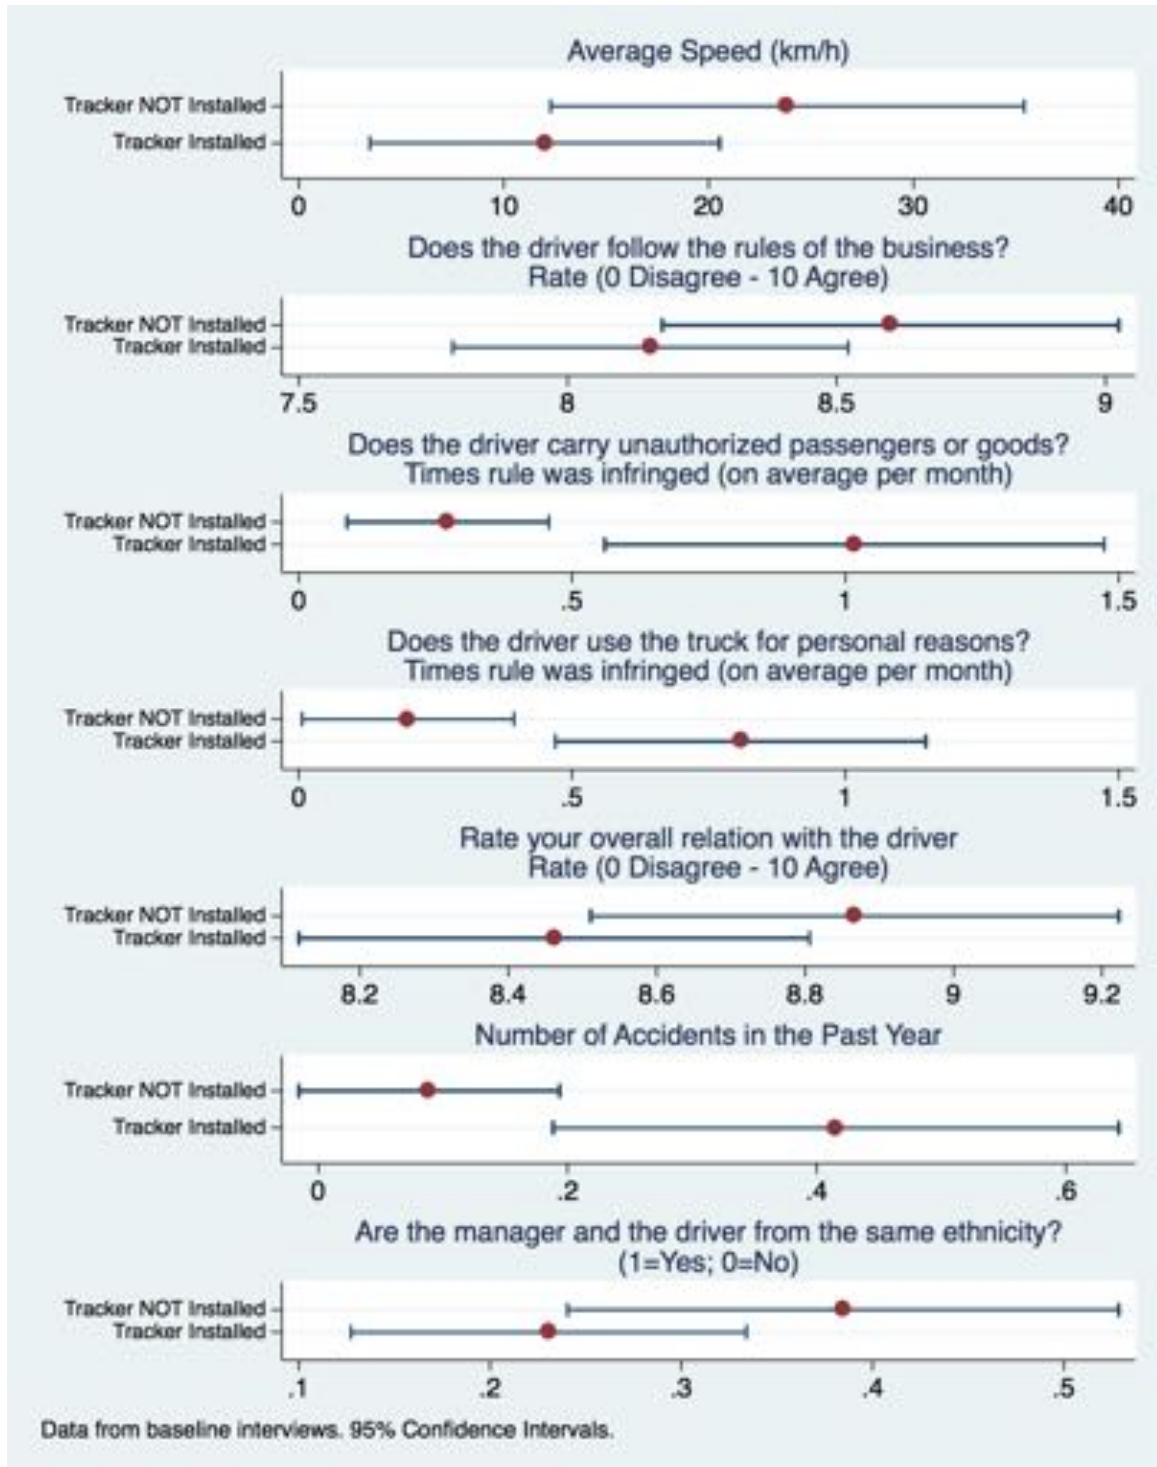 Average Speed (km/h)
Tracker NOT Installed
Tracker Installed
0 10 20 30 40
Does the driver follow the rules of the business?
Rate (0 Disagree - 10 Agree)
Tracker NOT Installed
Tracker Installed
7.5 8 8.5 9
Does the driver carry unauthorized passengers or goods?
Times rule was infringed (on average per month)
Tracker NOT Installed
Tracker Installed
0 .5 1 1.5
Does the driver use the truck for personal reasons?
Times rule was infringed (on average per month)
Tracker NOT Installed
Tracker Installed
0 .5 1 1.5
Rate your overall relation with the driver
Rate (0 Disagree - 10 Agree)
Tracker NOT Installed
Tracker Installed
8.2 8.4 8.6 8.8 9 9.2
Number of Accidents in the Past Year
Tracker NOT Installed
Tracker Installed
0 .2 .4 .6
Are the manager and the driver from the same ethnicity?
(1=Yes; 0=No)
Tracker NOT Installed
Tracker Installed
.1 .2 .3 .4 .5
Data from baseline interviews. 95% Confidence Intervals.